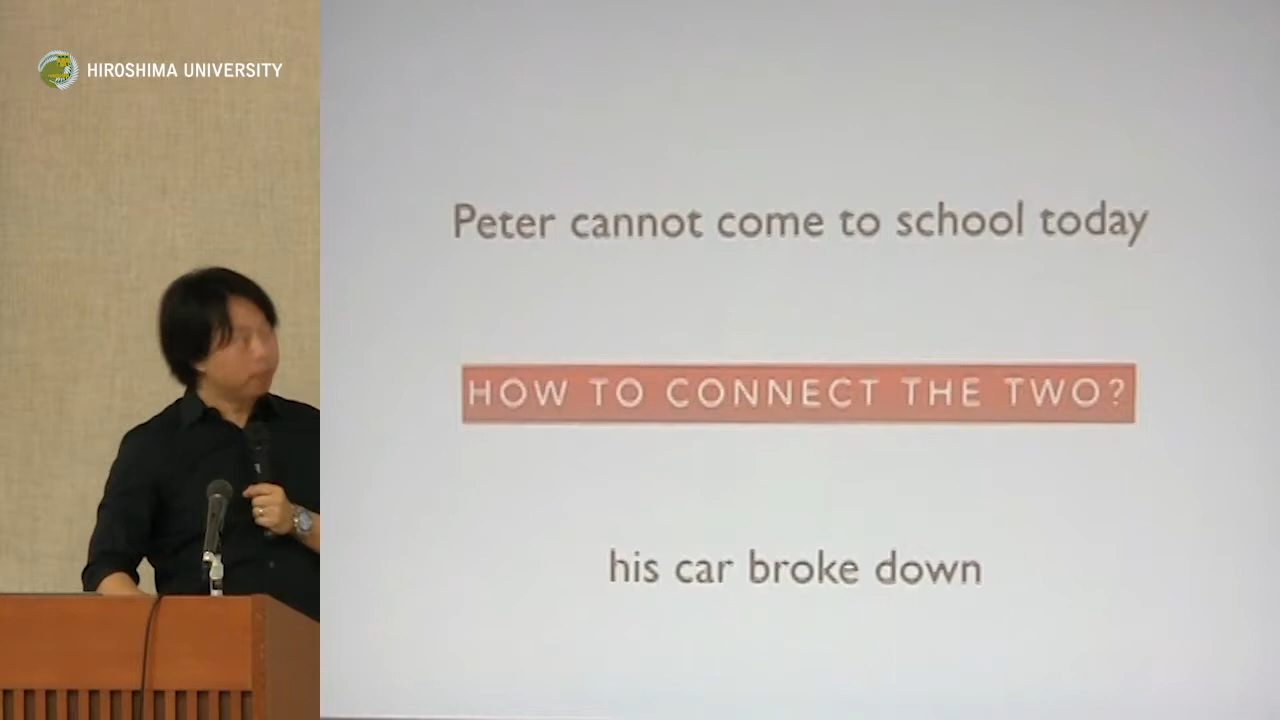 HIROSHIMA UNIVERSITY
Peter cannot come to school today
HOW TO CONNECT THE TWO?
his car broke down